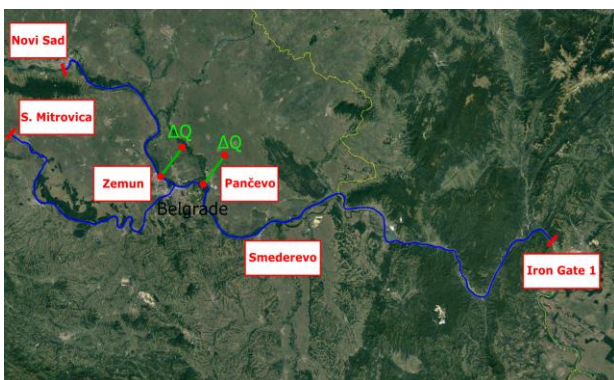 Novi Sad
S. Mitrovica
ΔQ
ΔQ
Zemun
Pančevo
Belgrade
Smederevo
Iron Gate 1